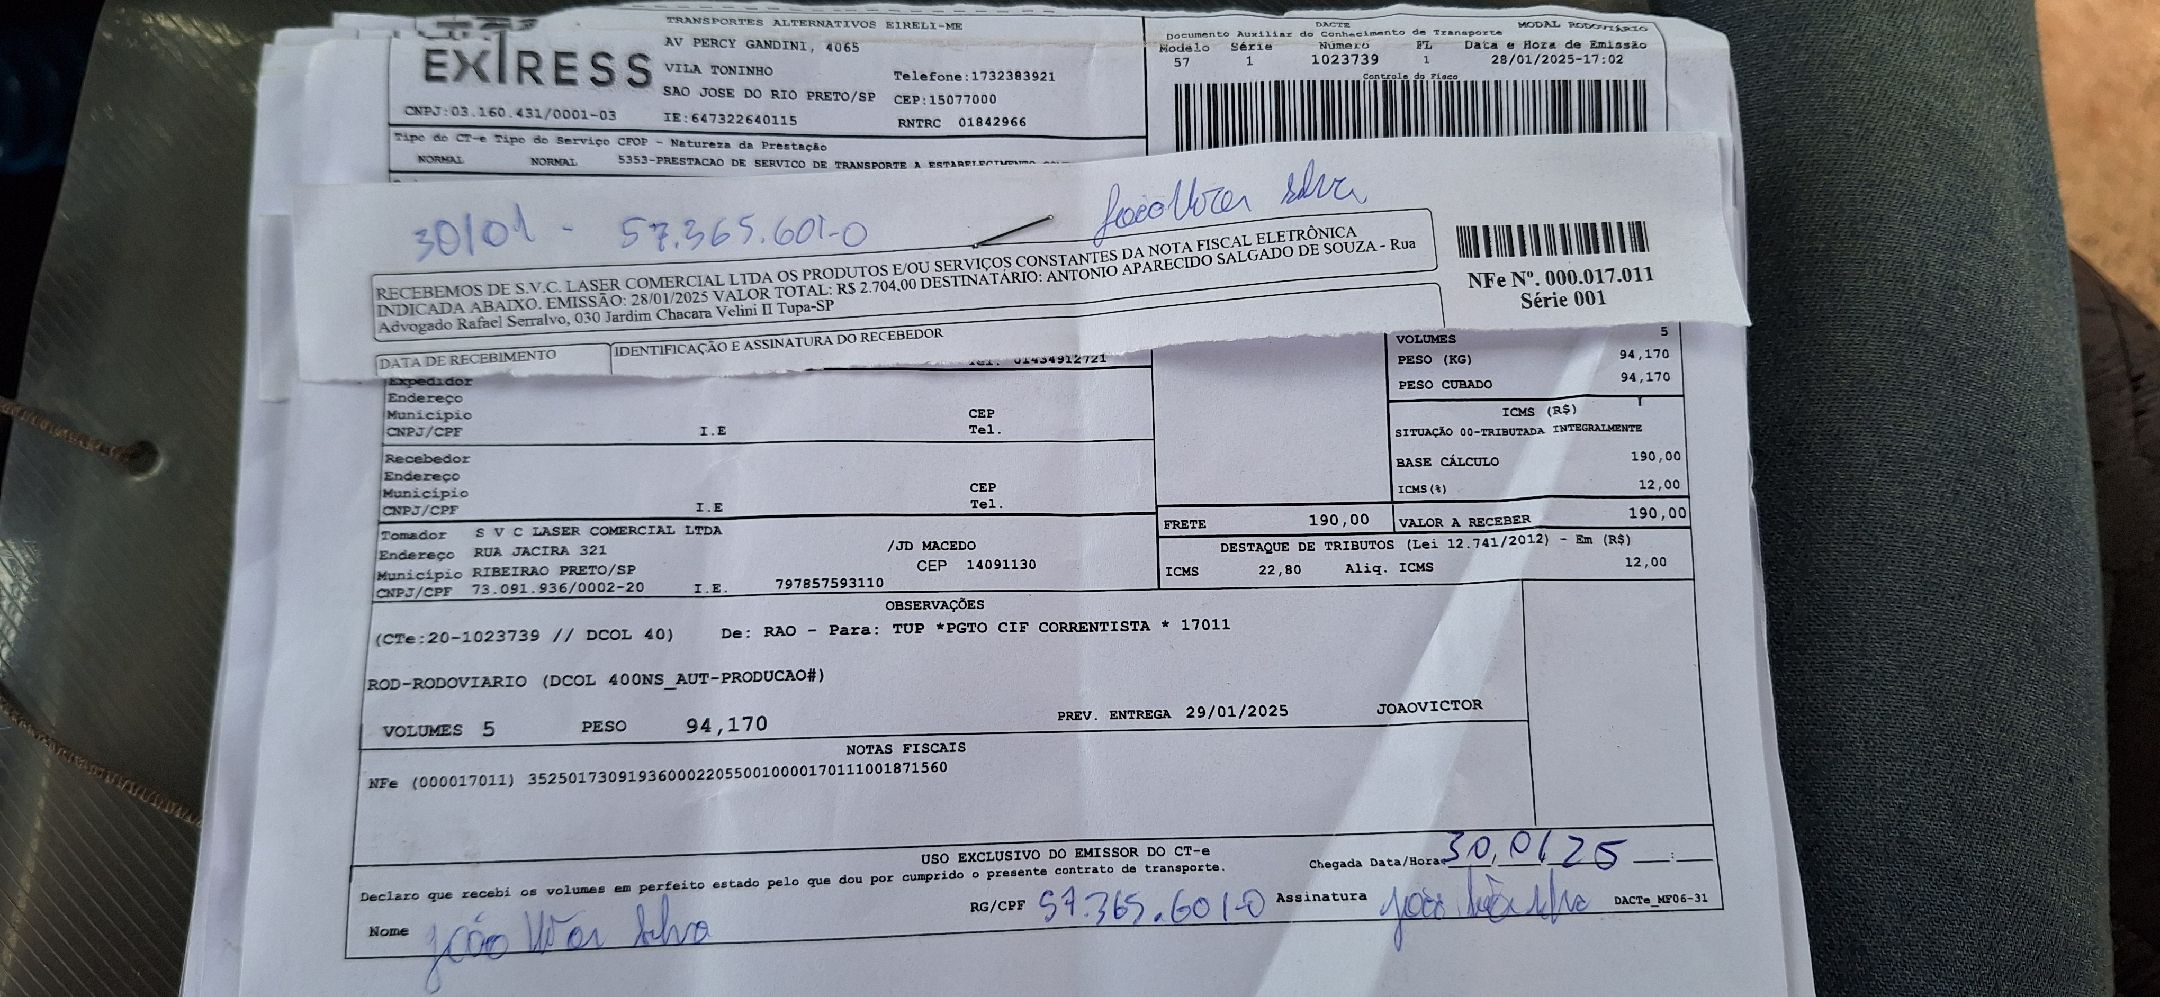 TRANSPORTES ALTERNATIVOS EIRELI-ME
EXPRESS
AV PERCY GANDINI, 4065
VILA TONINHO
Telefone:1732383921
SAO JOSE DO RIO PRETO/SP CEP:15077000
CNPJ:03.160.431/0001-03 IE:647322640115 RNTRC 01842966
DACTE MODAL RODOVIÁRIO
Documento Auxiliar do Conhecimento de Transporte
Modelo Série Número FL Data e Hora de Emissão
57 1 1023739 1 28/01/2025-17:02
Controle do Fisco
Tipo do CT-e Tipo do Serviço CFOP - Natureza da Prestação
NORMAL NORMAL 5353-PRESTACAO DE SERVICO DE TRANSPORTE A ESTABELECIMENTO
30/01 - 57.365.601-0 João Vitor Silva
RECEBEMOS DE S.V.C. LASER COMERCIAL LTDA OS PRODUTOS E/OU SERVIÇOS CONSTANTES DA NOTA FISCAL ELETRÔNICA
INDICADA ABAIXO. EMISSÃO: 28/01/2025 VALOR TOTAL: R$ 2.704,00 DESTINATÁRIO: ANTONIO APARECIDO SALGADO DE SOUZA - Rua
Advogado Rafael Serralvo, 030 Jardim Chacara Velini II Tupa-SP
NFe Nº. 000.017.011
Série 001
DATA DE RECEBIMENTO IDENTIFICAÇÃO E ASSINATURA DO RECEBEDOR
Tel. 01434912721
Expedidor
Endereço
Município CEP
CNPJ/CPF I.E Tel.
Recebedor
Endereço
Município CEP
CNPJ/CPF I.E Tel.
VOLUMES 5
PESO (KG) 94,170
PESO CUBADO 94,170
ICMS (R$)
SITUAÇÃO 00-TRIBUTADA INTEGRALMENTE
BASE CÁLCULO 190,00
ICMS(%) 12,00
FRETE 190,00 VALOR A RECEBER 190,00
Tomador S V C LASER COMERCIAL LTDA
Endereço RUA JACIRA 321 /JD MACEDO
Município RIBEIRAO PRETO/SP CEP 14091130
CNPJ/CPF 73.091.936/0002-20 I.E. 797857593110
DESTAQUE DE TRIBUTOS (Lei 12.741/2012) - Em (R$)
ICMS 22,80 Aliq. ICMS 12,00
OBSERVAÇÕES
(CTe:20-1023739 // DCOL 40) De: RAO - Para: TUP *PGTO CIF CORRENTISTA * 17011
ROD-RODOVIARIO (DCOL 400NS_AUT-PRODUCAO#)
VOLUMES 5 PESO 94,170 PREV. ENTREGA 29/01/2025 JOAOVICTOR
NOTAS FISCAIS
NFe (000017011) 35250173091936000220550010000170111001871560
USO EXCLUSIVO DO EMISSOR DO CT-e
Declaro que recebi os volumes em perfeito estado pelo que dou por cumprido o presente contrato de transporte.
Chegada Data/Hora 30,01,25 __:__
Nome João Vitor Silva RG/CPF 57.365.601-0 Assinatura João Vitor Silva DACTe_MF06-31